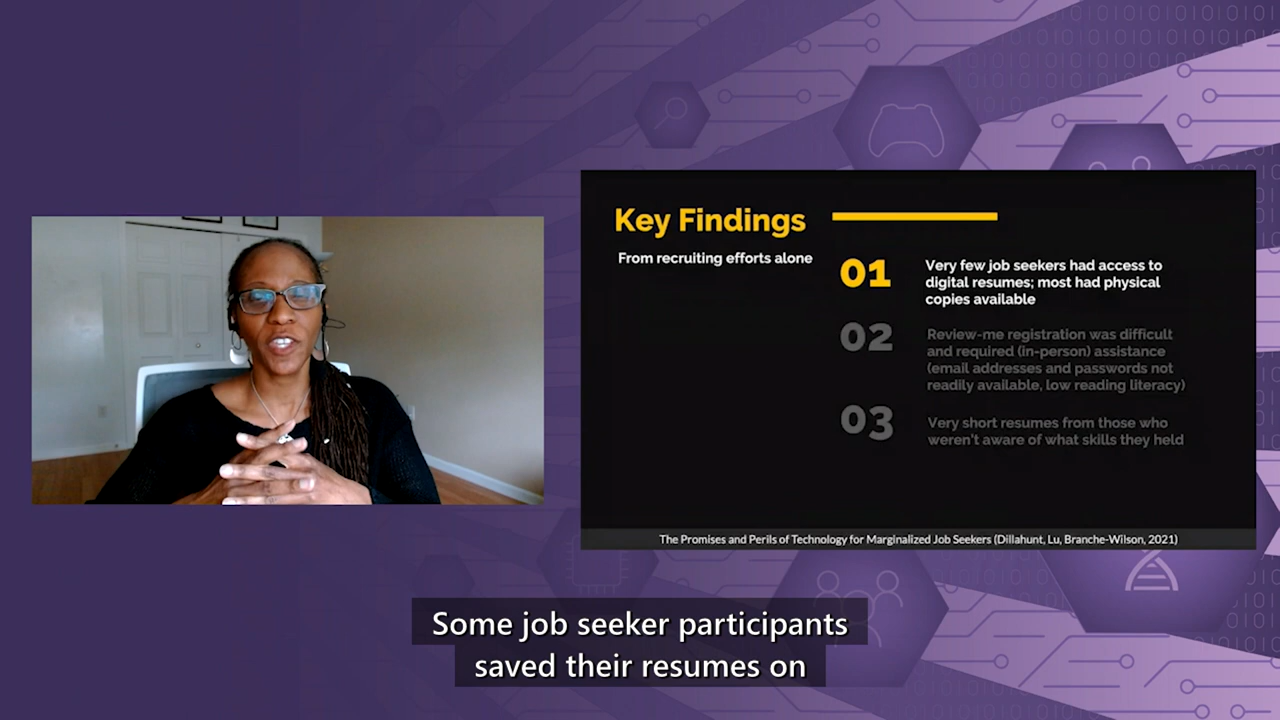 Key Findings
From recruiting efforts alone
01
Very few job seekers had access to
digital resumes; most had physical
copies available
02
Review-me registration was difficult
and required (in-person) assistance
(email addresses and passwords not
readily available, low reading literacy)
03
Very short resumes from those who
weren't aware of what skills they held
The Promises and Perils of Technology for Marginalized Job Seekers (Dillahunt, Lu, Branche-Wilson, 2021)
Some job seeker participants
saved their resumes on